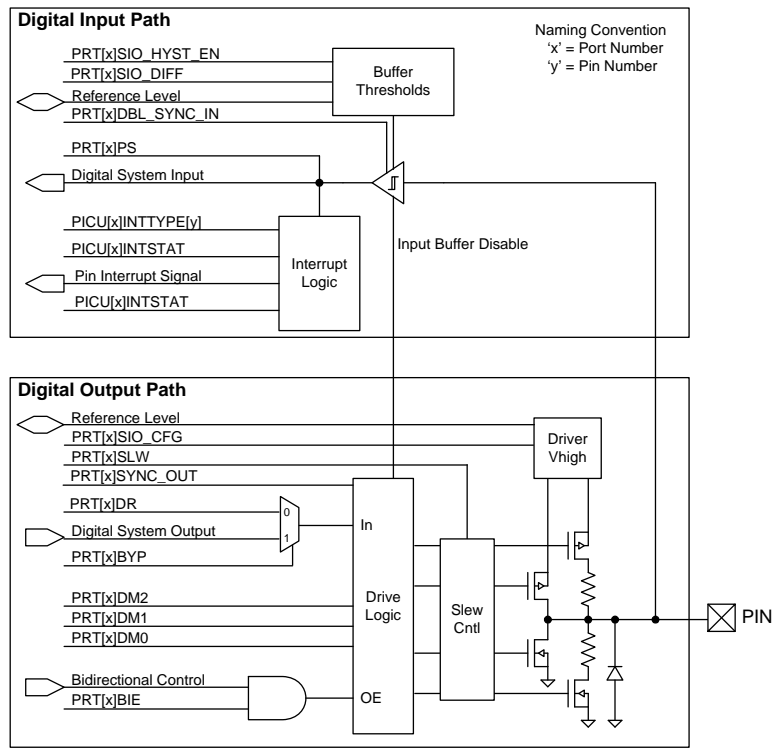 Digital Input Path
Naming Convention
'x' = Port Number
'y' = Pin Number
PRT[x]SIO_HYST_EN
PRT[x]SIO_DIFF
Reference Level
PRT[x]DBL_SYNC_IN
Buffer
Thresholds
PRT[x]PS
Digital System Input
PICU[x]INTTYPE[y]
PICU[x]INTSTAT
Pin Interrupt Signal
PICU[x]INTSTAT
Interrupt
Logic
Input Buffer Disable
Digital Output Path
Reference Level
PRT[x]SIO_CFG
PRT[x]SLW
PRT[x]SYNC_OUT
Driver
Vhigh
PRT[x]DR
Digital System Output
PRT[x]BYP
0
1
In
PRT[x]DM2
PRT[x]DM1
PRT[x]DM0
Drive
Logic
Slew
Cntl
PIN
Bidirectional Control
PRT[x]BIE
OE